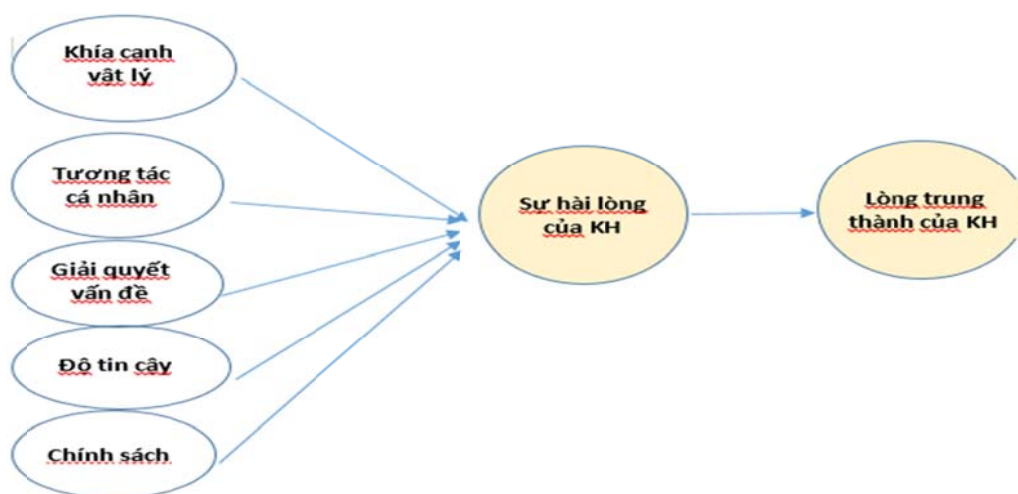 Khía cạnh
vật lý
Tương tác
cá nhân
Giải quyết
vấn đề
Độ tin cậy
Chính sách
Sự hài lòng
của KH
Lòng trung
thành của KH